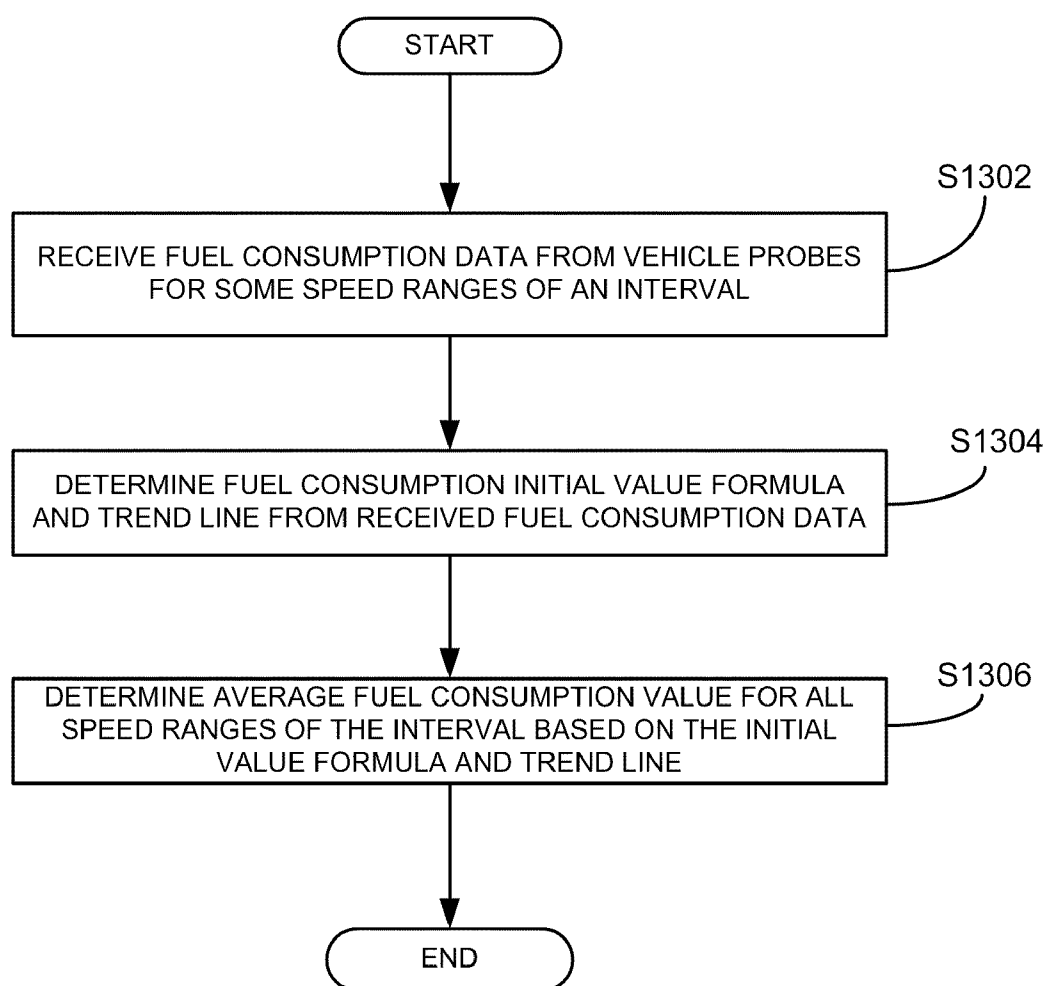 START
S1302
RECEIVE FUEL CONSUMPTION DATA FROM VEHICLE PROBES
FOR SOME SPEED RANGES OF AN INTERVAL
S1304
DETERMINE FUEL CONSUMPTION INITIAL VALUE FORMULA
AND TREND LINE FROM RECEIVED FUEL CONSUMPTION DATA
S1306
DETERMINE AVERAGE FUEL CONSUMPTION VALUE FOR ALL
SPEED RANGES OF THE INTERVAL BASED ON THE INITIAL
VALUE FORMULA AND TREND LINE
END